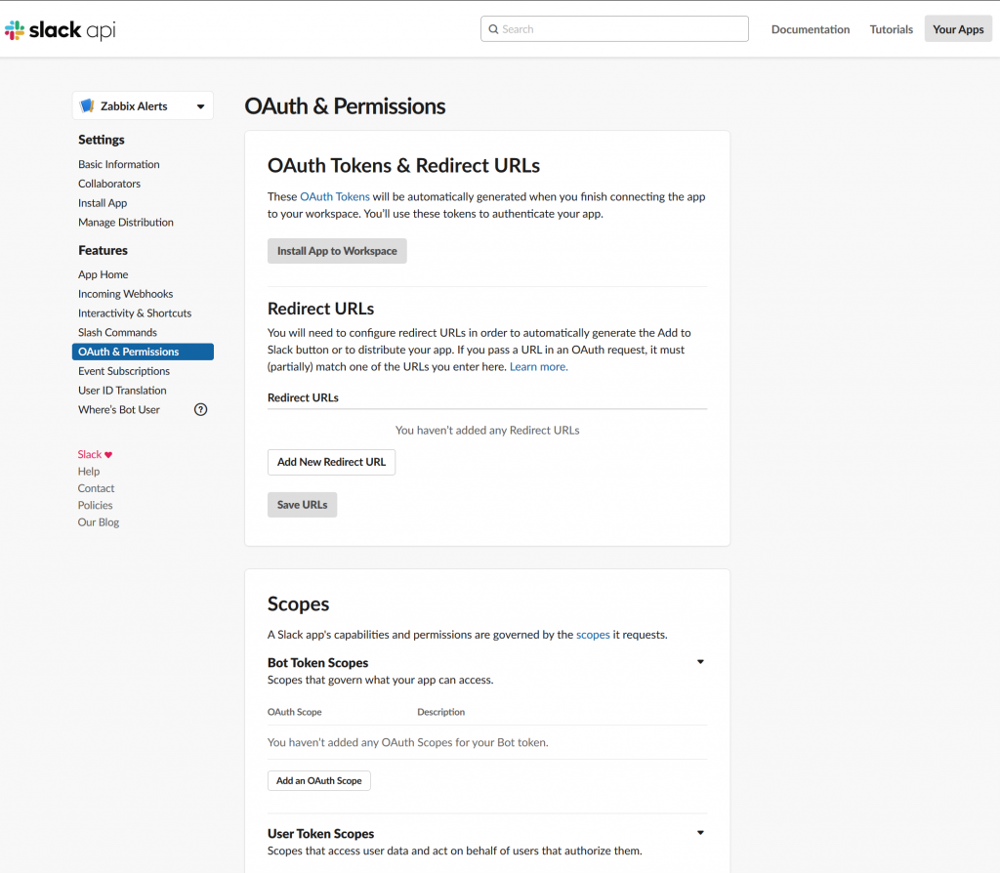 slack api
Search
Documentation
Tutorials
Your Apps
Zabbix Alerts
Settings
Basic Information
Collaborators
Install App
Manage Distribution
Features
App Home
Incoming Webhooks
Interactivity & Shortcuts
Slash Commands
OAuth & Permissions
Event Subscriptions
User ID Translation
Where's Bot User
?
Slack ♥
Help
Contact
Policies
Our Blog
OAuth & Permissions
OAuth Tokens & Redirect URLs
These OAuth Tokens will be automatically generated when you finish connecting the app
to your workspace. You'll use these tokens to authenticate your app.
Install App to Workspace
Redirect URLs
You will need to configure redirect URLs in order to automatically generate the Add to
Slack button or to distribute your app. If you pass a URL in an OAuth request, it must
(partially) match one of the URLs you enter here. Learn more.
Redirect URLs
You haven't added any Redirect URLs
Add New Redirect URL
Save URLs
Scopes
A Slack app's capabilities and permissions are governed by the scopes it requests.
Bot Token Scopes
Scopes that govern what your app can access.
OAuth Scope
Description
You haven't added any OAuth Scopes for your Bot token.
Add an OAuth Scope
User Token Scopes
Scopes that access user data and act on behalf of users that authorize them.